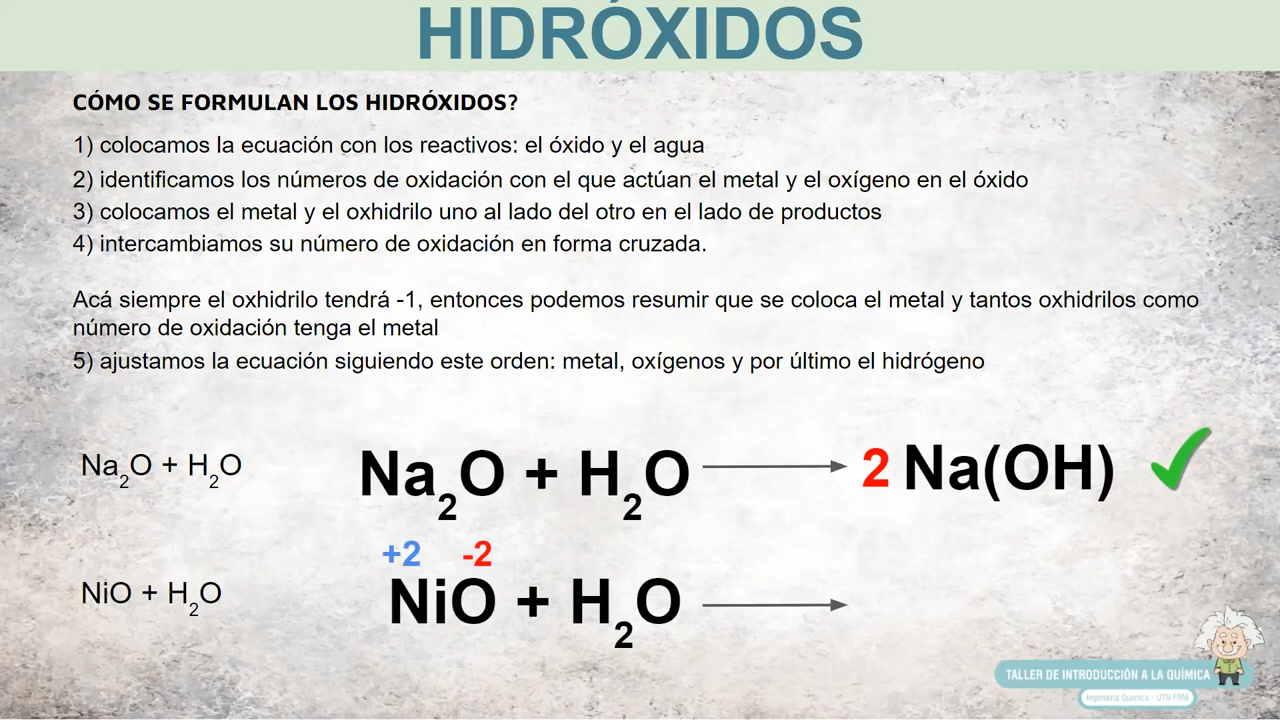 HIDRÓXIDOS
CÓMO SE FORMULAN LOS HIDRÓXIDOS?
1) colocamos la ecuación con los reactivos: el óxido y el agua
2) identificamos los números de oxidación con el que actúan el metal y el oxígeno en el óxido
3) colocamos el metal y el oxhidrilo uno al lado del otro en el lado de productos
4) intercambiamos su número de oxidación en forma cruzada.
Acá siempre el oxhidrilo tendrá -1, entonces podemos resumir que se coloca el metal y tantos oxhidrilos como
número de oxidación tenga el metal
5) ajustamos la ecuación siguiendo este orden: metal, oxígenos y por último el hidrógeno
Na₂O + H₂O Na₂O + H₂O ⟶ 2 Na(OH)
+2 -2
NiO + H₂O NiO + H₂O ⟶
TALLER DE INTRODUCCIÓN A LA QUÍMICA
Ingeniería Química - UTN FRM